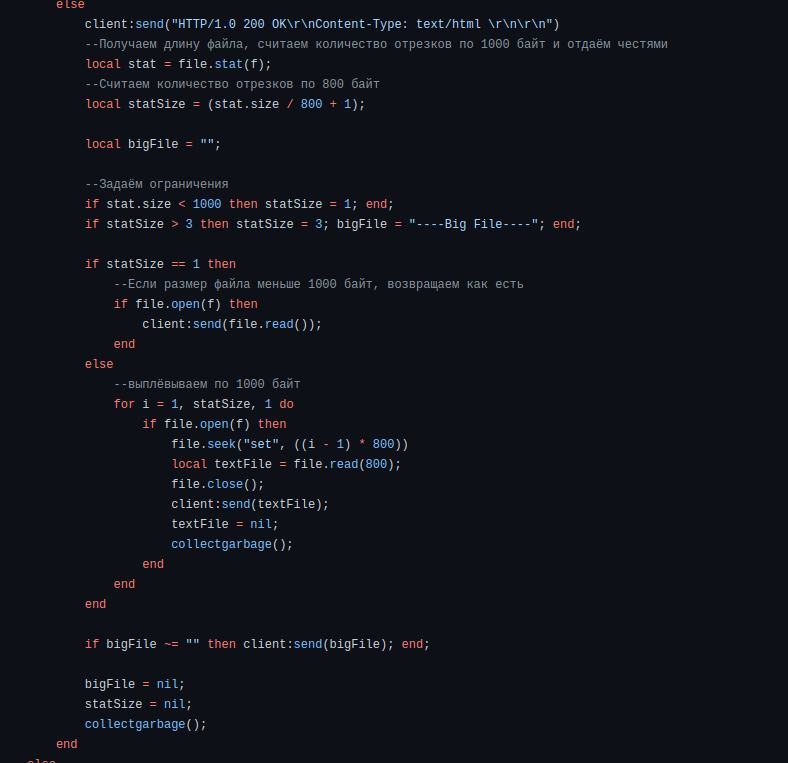 else
client:send("HTTP/1.0 200 OK\r\nContent-Type: text/html \r\n\r\n")
--Получаем длину файла, считаем количество отрезков по 1000 байт и отдаём честями
local stat = file.stat(f);
--Считаем количество отрезков по 800 байт
local statSize = (stat.size / 800 + 1);
local bigFile = "";
--Задаём ограничения
if stat.size < 1000 then statSize = 1; end;
if statSize > 3 then statSize = 3; bigFile = "----Big File----"; end;
if statSize == 1 then
--Если размер файла меньше 1000 байт, возвращаем как есть
if file.open(f) then
client:send(file.read());
end
else
--выплёвываем по 1000 байт
for i = 1, statSize, 1 do
if file.open(f) then
file.seek("set", ((i - 1) * 800))
local textFile = file.read(800);
file.close();
client:send(textFile);
textFile = nil;
collectgarbage();
end
end
end
if bigFile ~= "" then client:send(bigFile); end;
bigFile = nil;
statSize = nil;
collectgarbage();
end
else